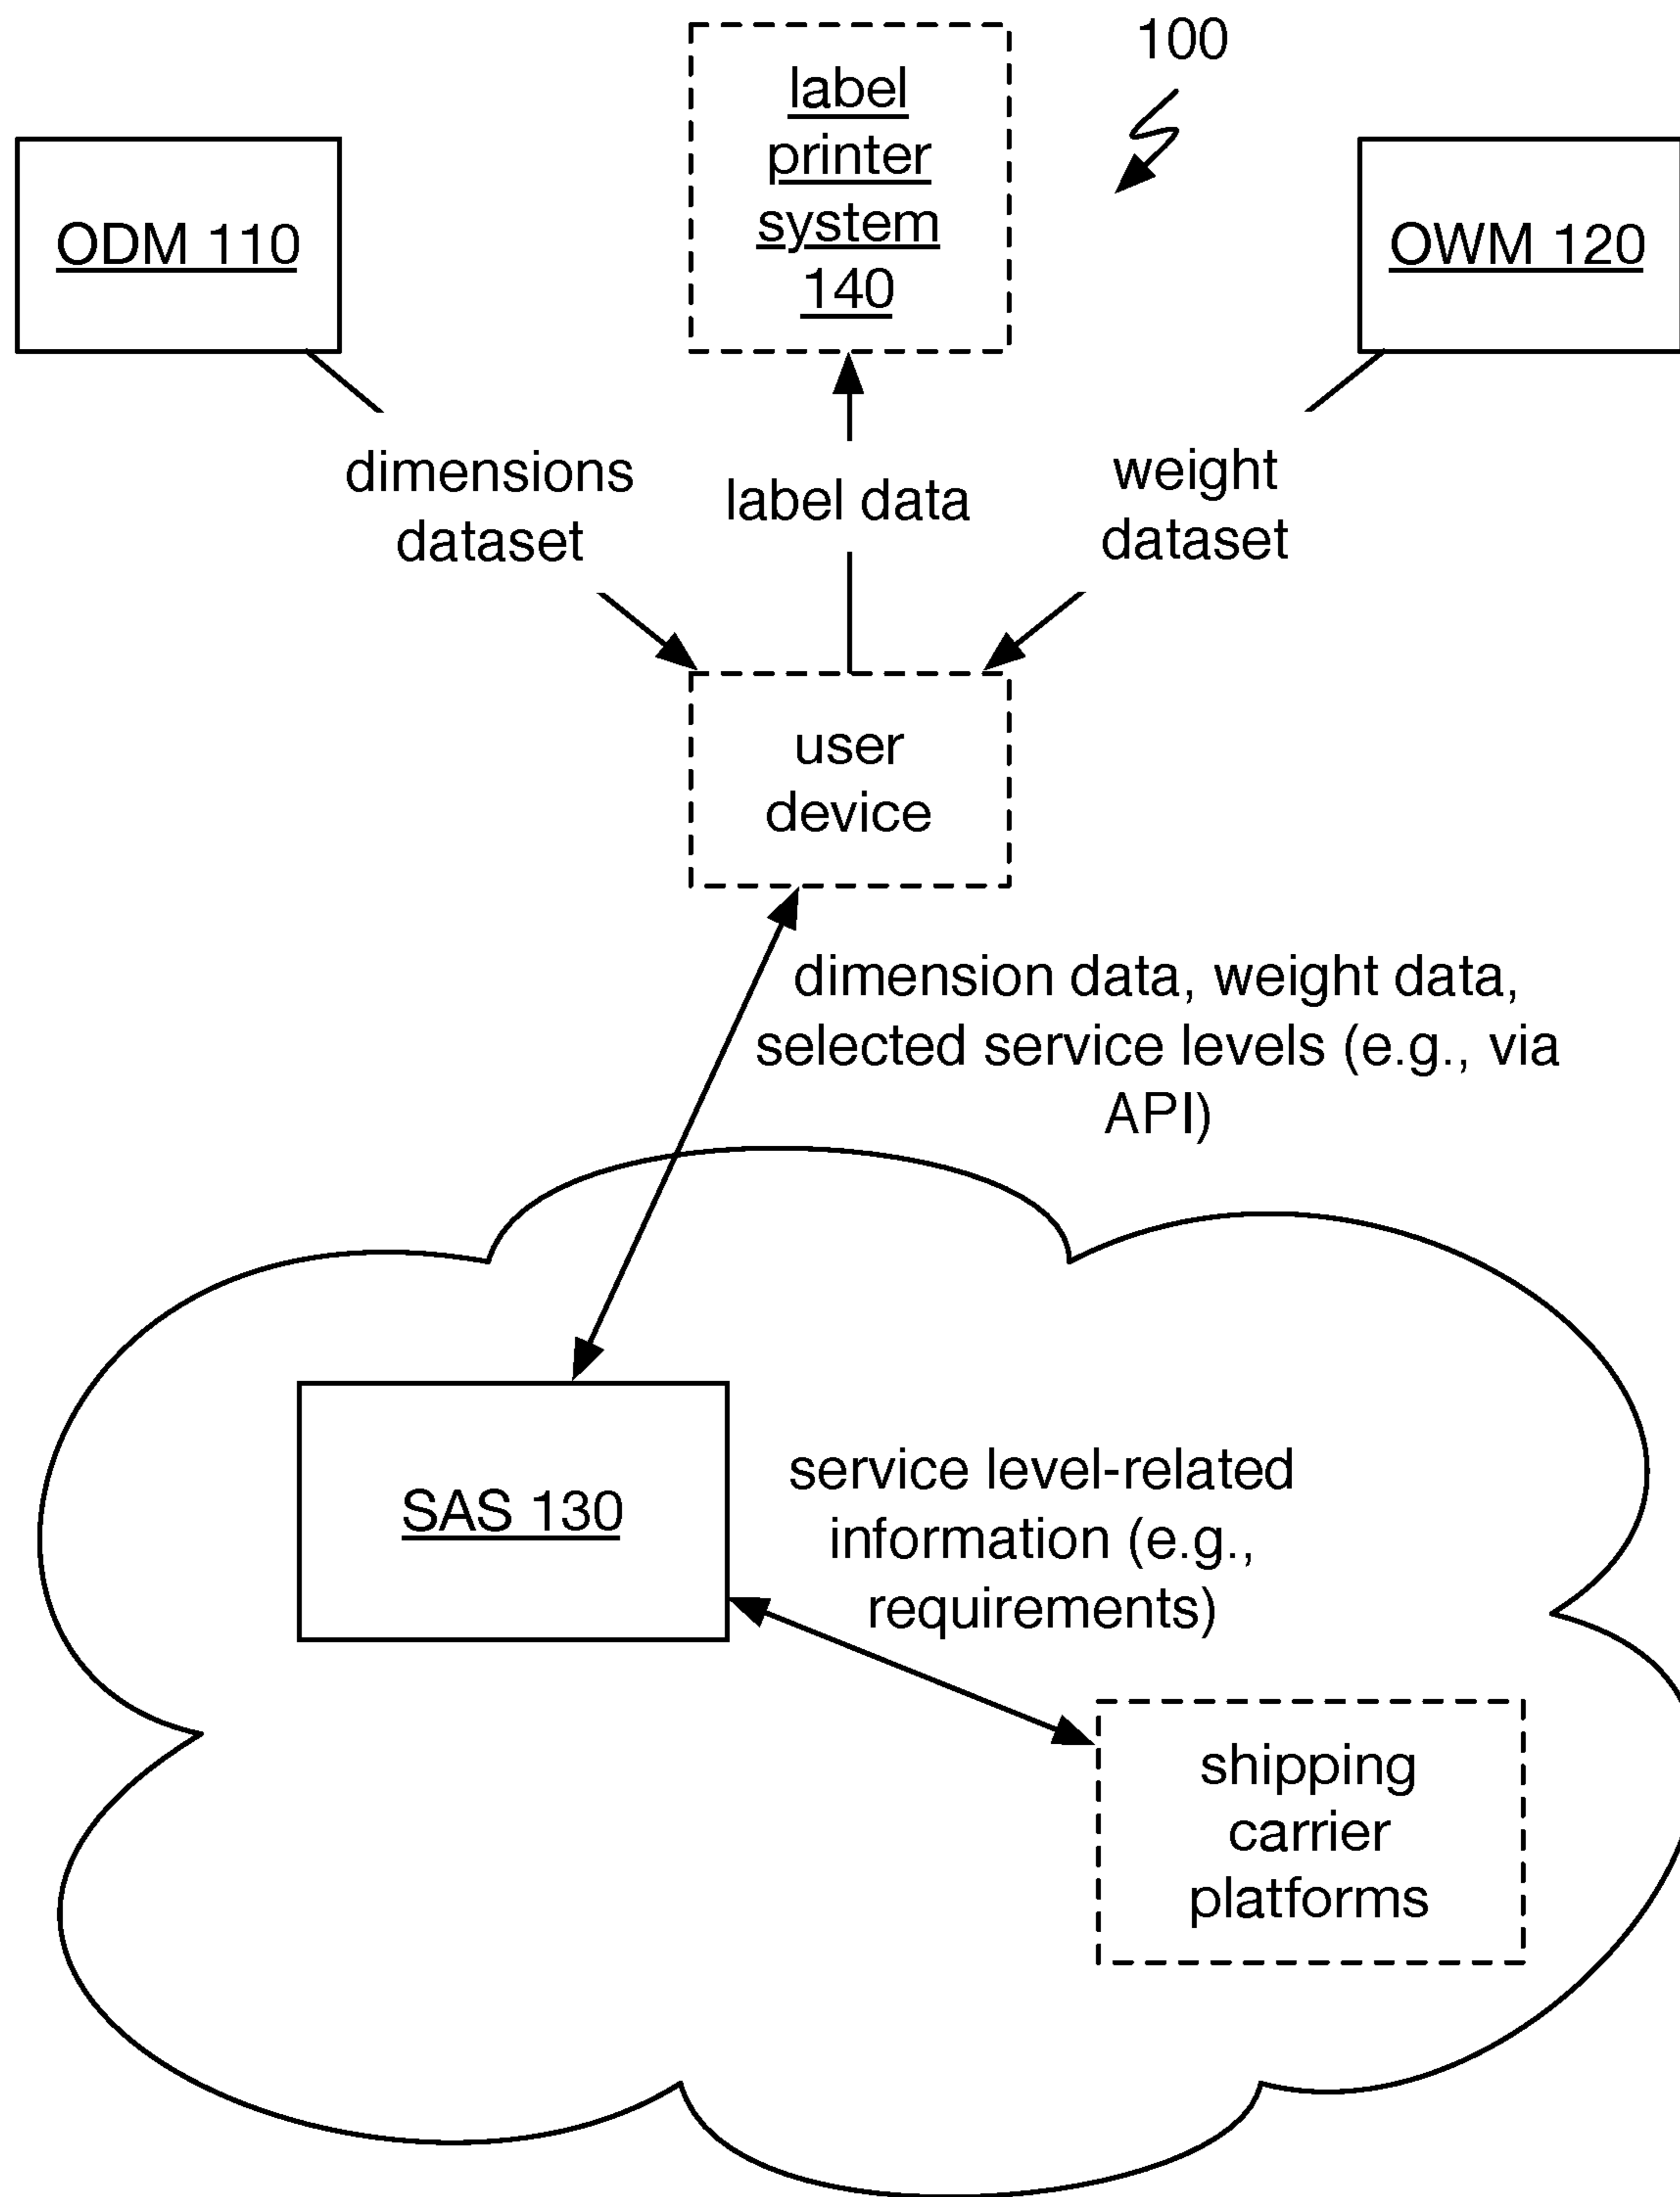 100
label
printer
system
140
ODM 110
OWM 120
dimensions
dataset
label data
weight
dataset
user
device
dimension data, weight data,
selected service levels (e.g., via
API)
SAS 130
service level-related
information (e.g.,
requirements)
shipping
carrier
platforms